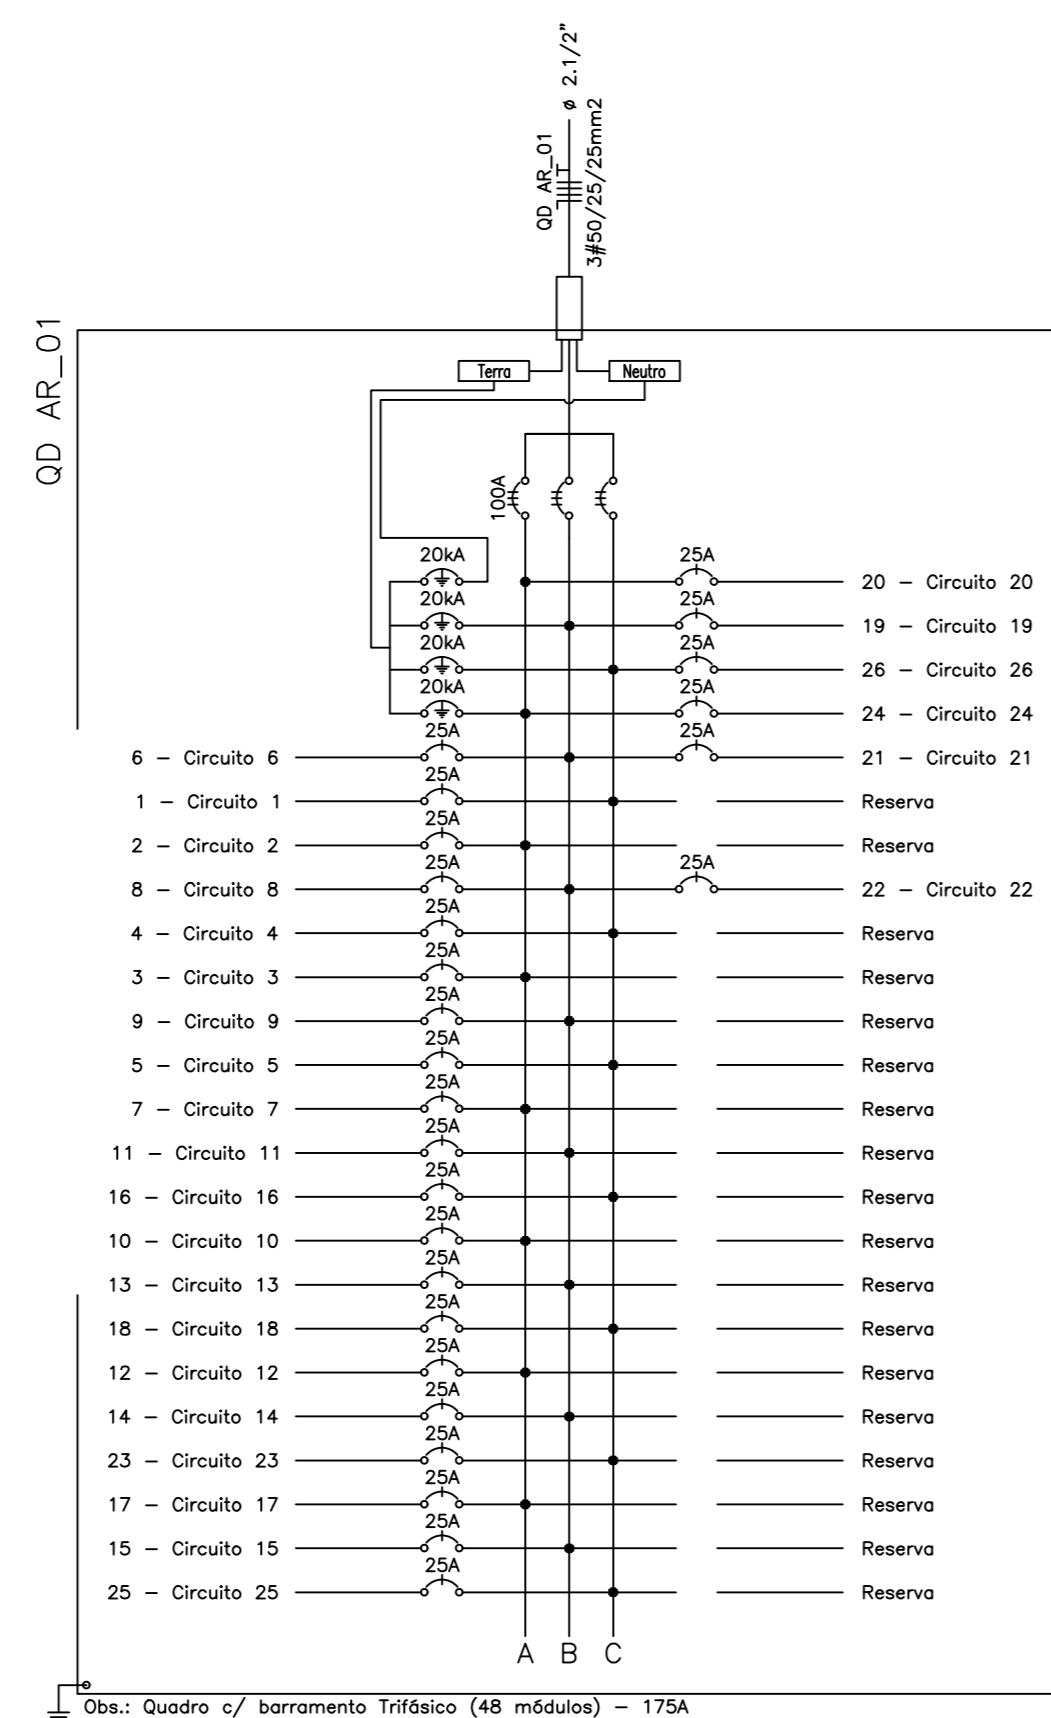 ø 2.1/2"
QD AR_01
3#50/25/25mm2
QD AR_01
Terra
Neutro
100A
20kA 25A 20 – Circuito 20
20kA 25A 19 – Circuito 19
20kA 25A 26 – Circuito 26
20kA 25A 24 – Circuito 24
6 – Circuito 6 25A 25A 21 – Circuito 21
1 – Circuito 1 25A Reserva
2 – Circuito 2 25A Reserva
8 – Circuito 8 25A 25A 22 – Circuito 22
4 – Circuito 4 25A Reserva
3 – Circuito 3 25A Reserva
9 – Circuito 9 25A Reserva
5 – Circuito 5 25A Reserva
7 – Circuito 7 25A Reserva
11 – Circuito 11 25A Reserva
16 – Circuito 16 25A Reserva
10 – Circuito 10 25A Reserva
13 – Circuito 13 25A Reserva
18 – Circuito 18 25A Reserva
12 – Circuito 12 25A Reserva
14 – Circuito 14 25A Reserva
23 – Circuito 23 25A Reserva
17 – Circuito 17 25A Reserva
15 – Circuito 15 25A Reserva
25 – Circuito 25 25A Reserva
A B C
Obs.: Quadro c/ barramento Trifásico (48 módulos) – 175A